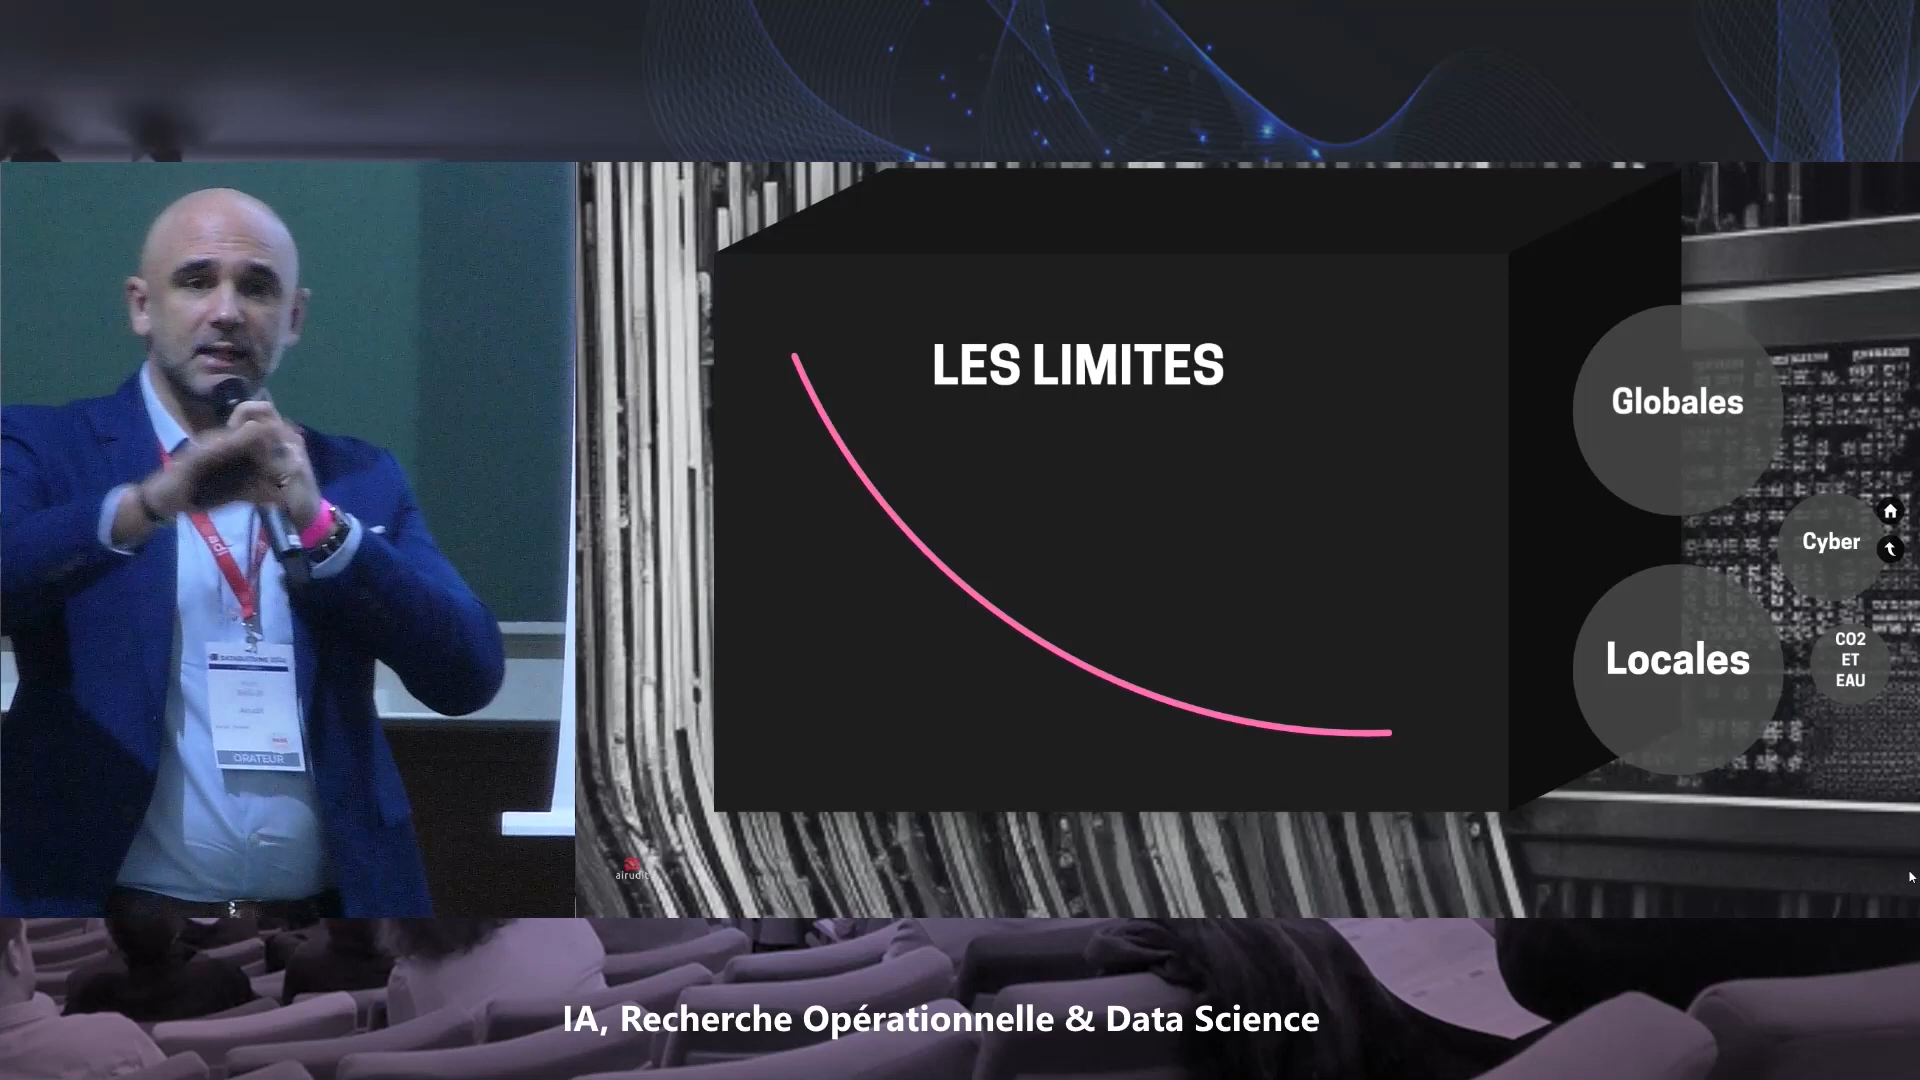 LES LIMITES
Globales
Cyber
Locales
CO2
ET
EAU
airudit
ORATEUR
IA, Recherche Opérationnelle & Data Science